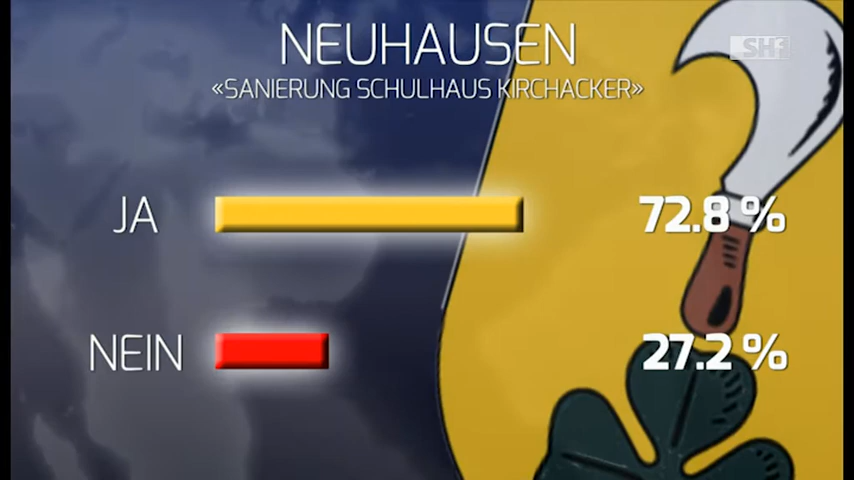 SHf
NEUHAUSEN
«SANIERUNG SCHULHAUS KIRCHACKER»
JA 72.8 %
NEIN 27.2 %